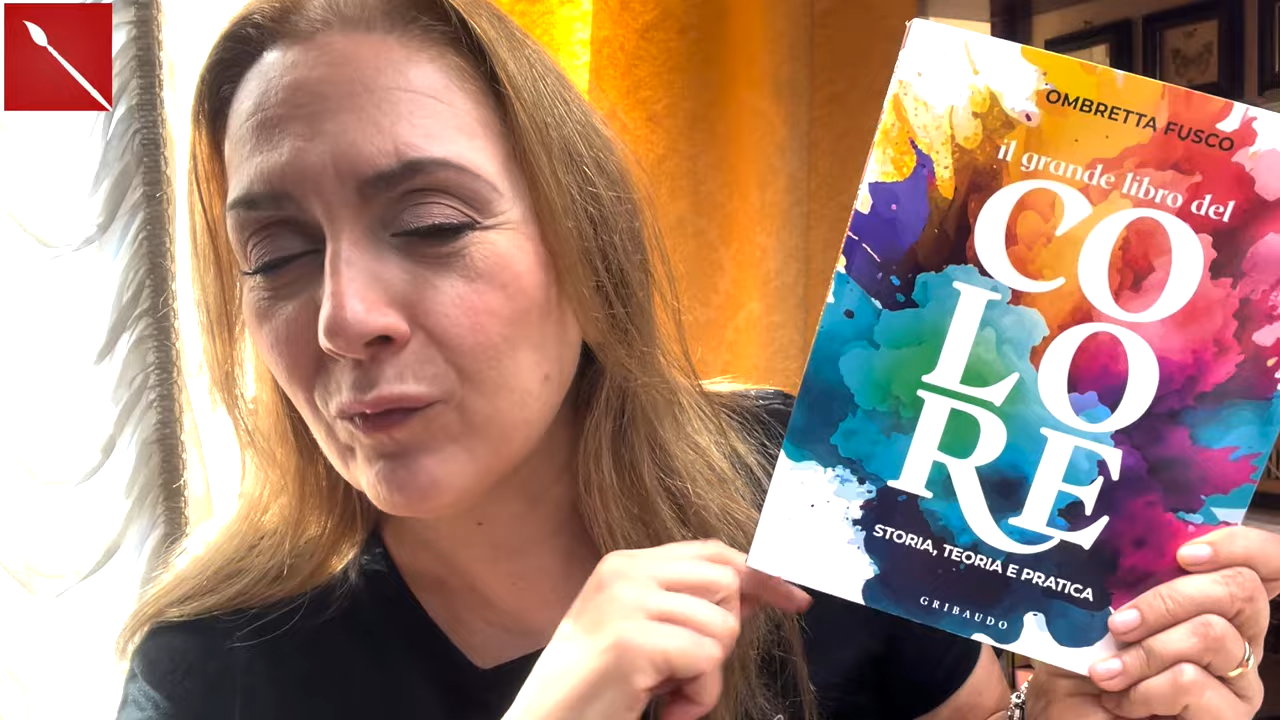 OMBRETTA FUSCO
il grande libro del
CO
LO
RE
STORIA, TEORIA E PRATICA
GRIBAUDO